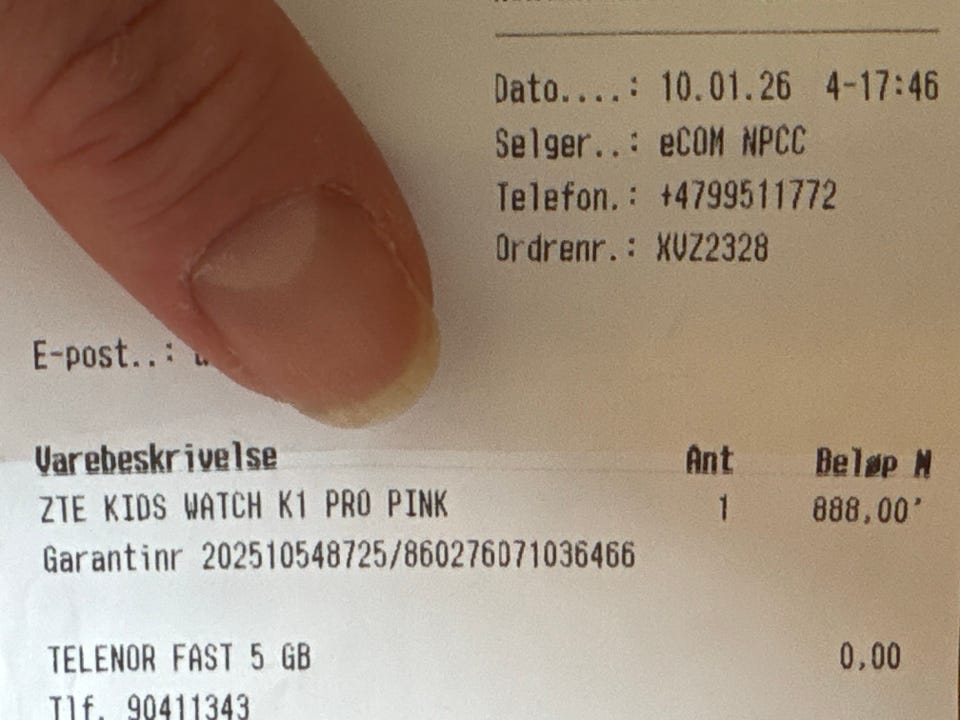 Dato....: 10.01.26 4-17:46
Selger..: eCOM NPCC
Telefon.: +4799511772
Ordrenr.: XVZ2328
E-post..:
Varebeskrivelse Ant Beløp N
ZTE KIDS WATCH K1 PRO PINK 1 888,00'
Garantinr 202510548725/860276071036466
TELENOR FAST 5 GB 0,00
Tlf. 90411343